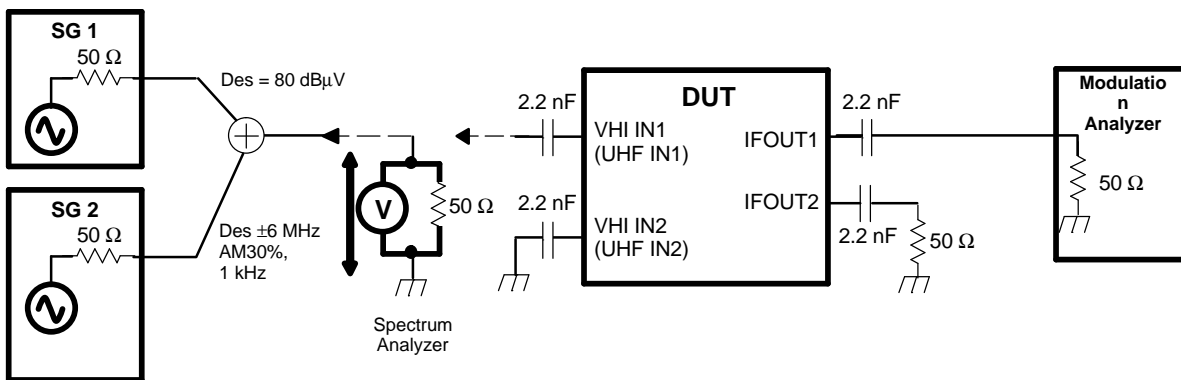 SG 1
50 Ω
Des = 80 dBμV
SG 2
50 Ω
Des ±6 MHz
AM30%,
1 kHz
V
50 Ω
Spectrum
Analyzer
2.2 nF
2.2 nF
DUT
VHI IN1
(UHF IN1)
VHI IN2
(UHF IN2)
IFOUT1
IFOUT2
2.2 nF
2.2 nF
50 Ω
Modulatio
n
Analyzer
50 Ω